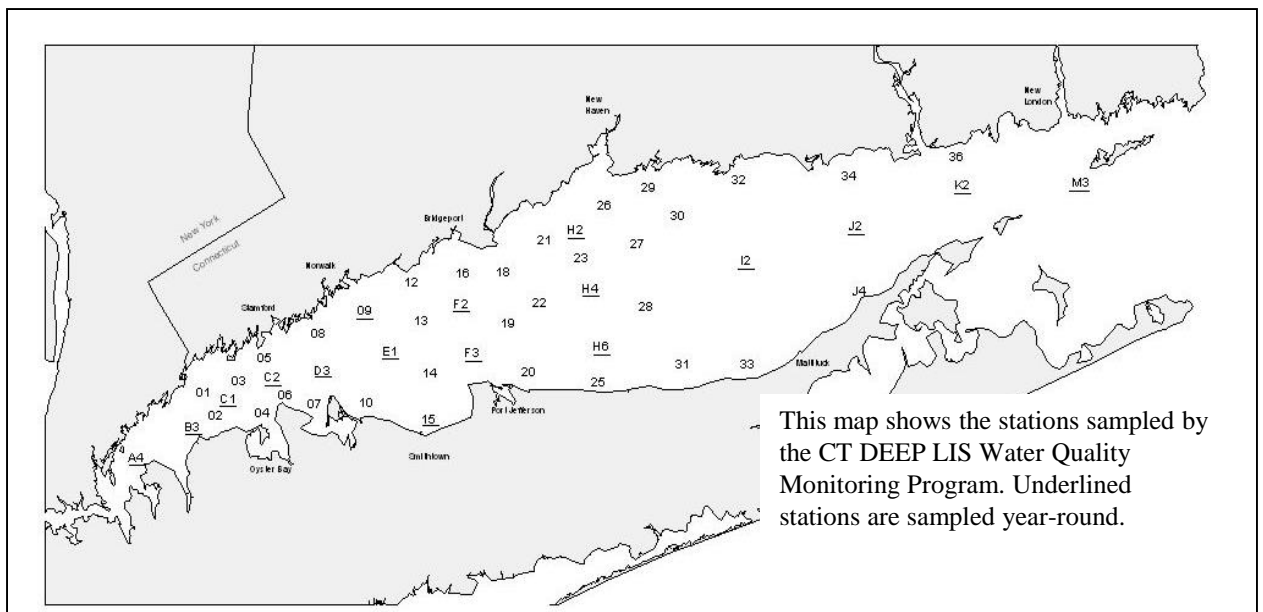 New
London
New
Haven
36
34
32
29
K2
M3
26
30
New York
Bridgeport
J2
H2
21
27
Connecticut
23
I2
Norwalk
16
18
12
H4
J4
F2
22
28
Stamford
09
13
19
08
05
E1
F3
H6
Mattituck
31
33
D3
14
20
25
03
C2
01
C1
06
07
10
02
04
15
Port Jefferson
B3
A4
Oyster Bay
Smithtown
This map shows the stations sampled by
the CT DEEP LIS Water Quality
Monitoring Program. Underlined
stations are sampled year-round.